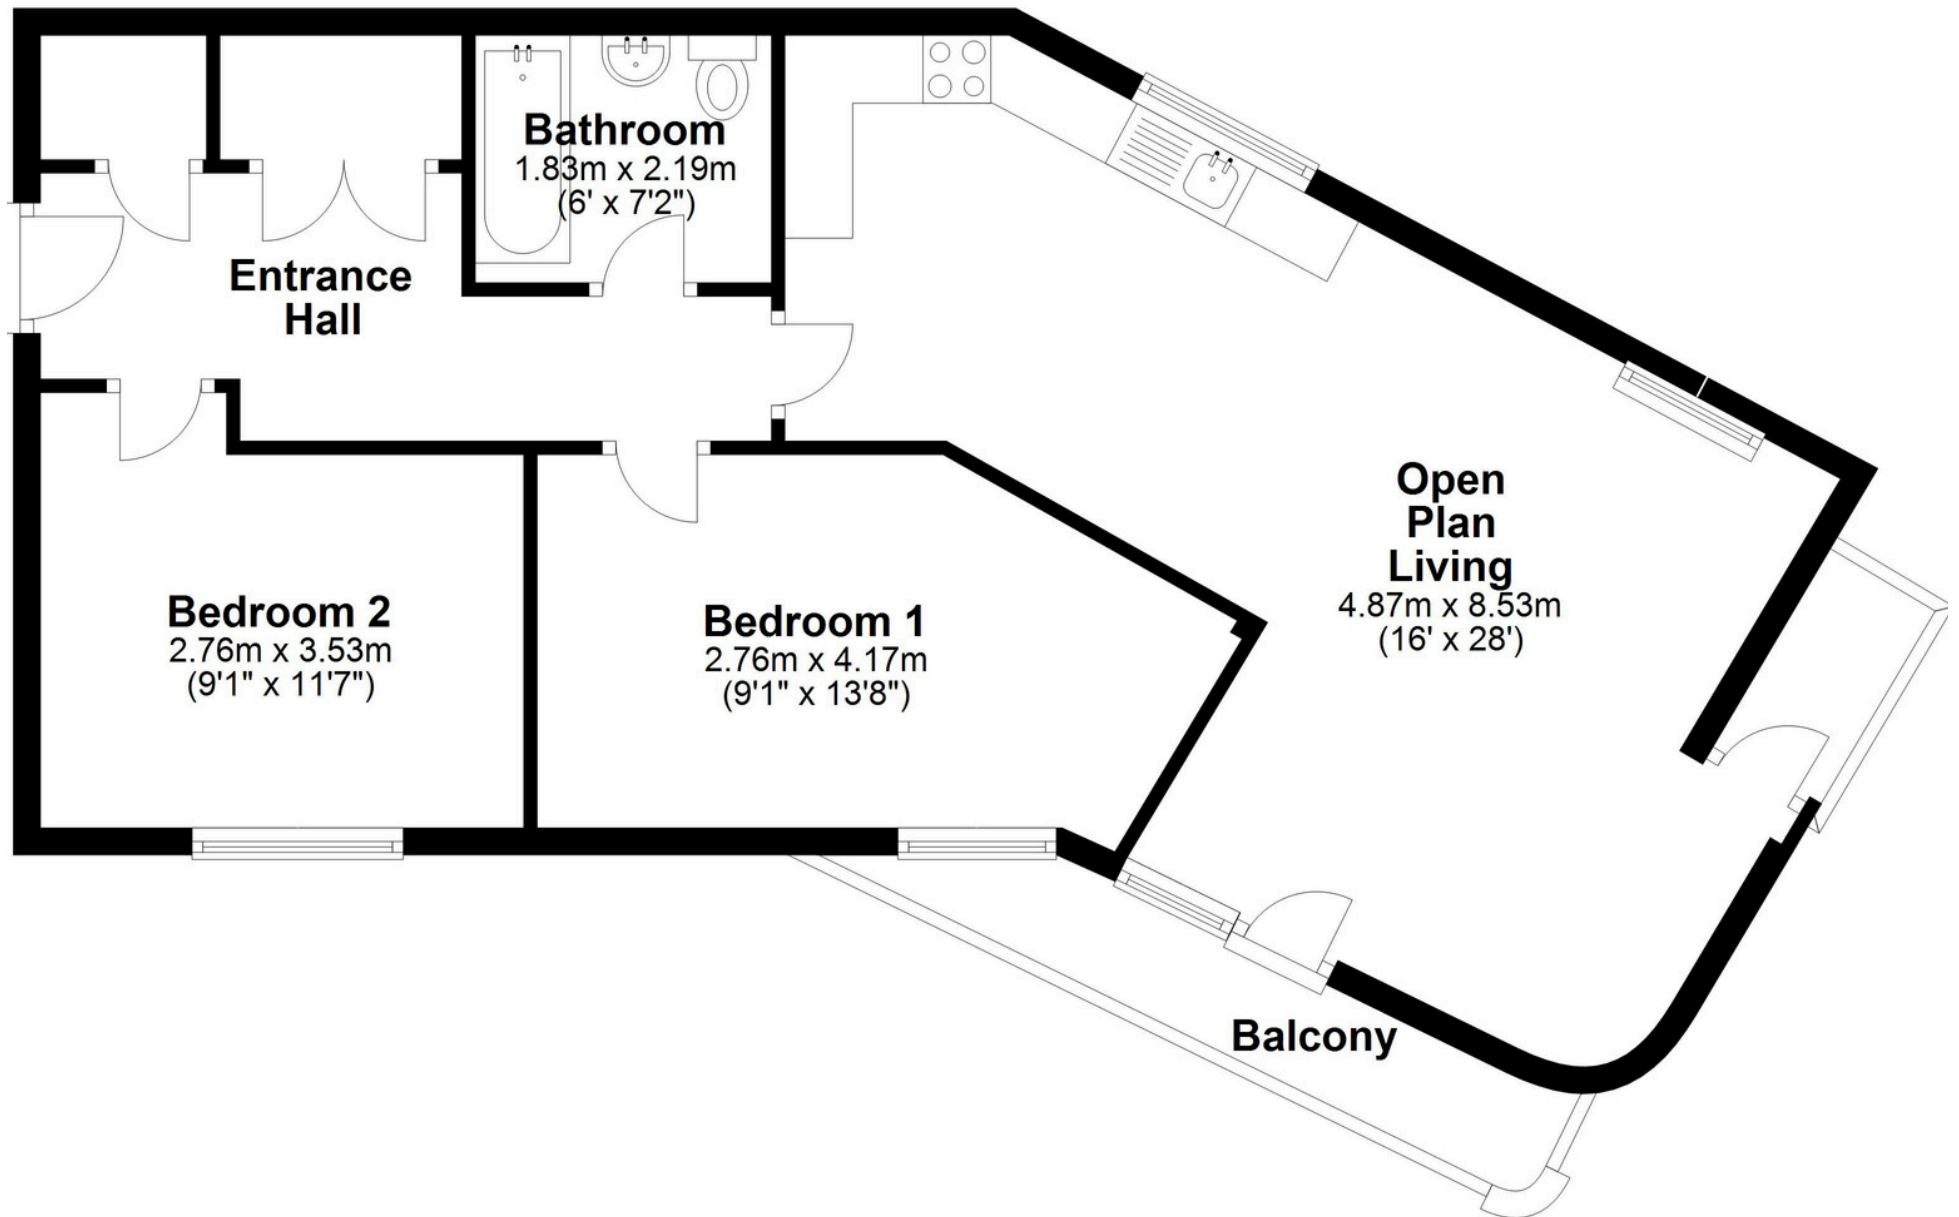 Bathroom
1.83m x 2.19m
(6' x 7'2")
Entrance
Hall
Open
Plan
Living
4.87m x 8.53m
(16' x 28')
Bedroom 2
2.76m x 3.53m
(9'1" x 11'7")
Bedroom 1
2.76m x 4.17m
(9'1" x 13'8")
Balcony